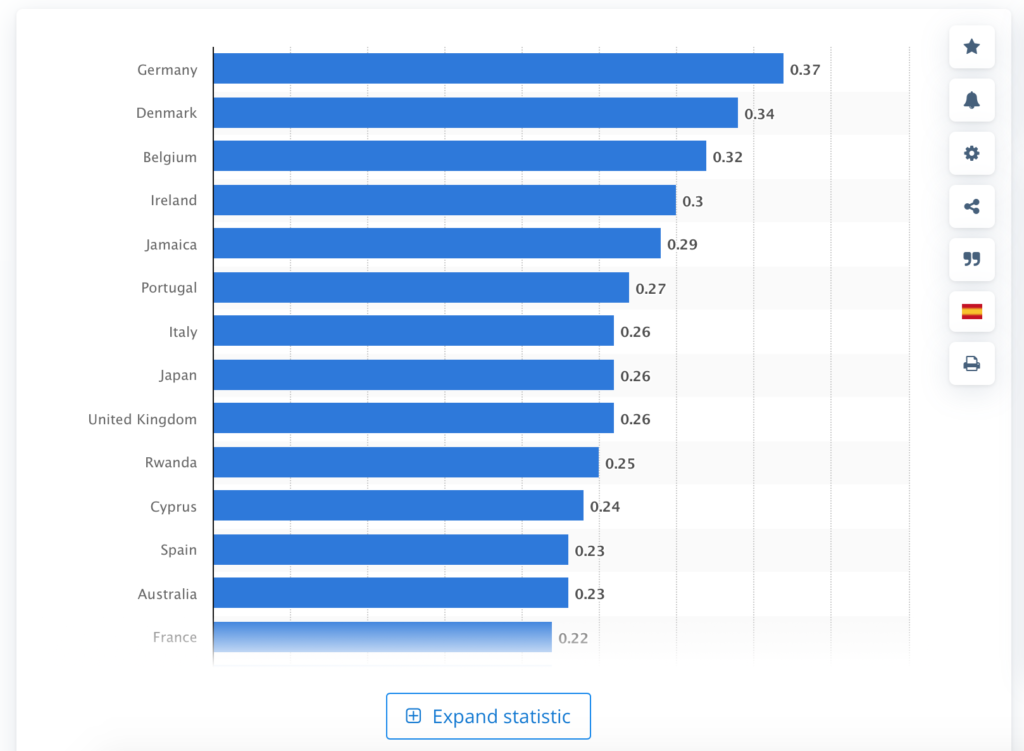 Germany 0.37
Denmark 0.34
Belgium 0.32
Ireland 0.3
Jamaica 0.29
Portugal 0.27
Italy 0.26
Japan 0.26
United Kingdom 0.26
Rwanda 0.25
Cyprus 0.24
Spain 0.23
Australia 0.23
France 0.22
Expand statistic